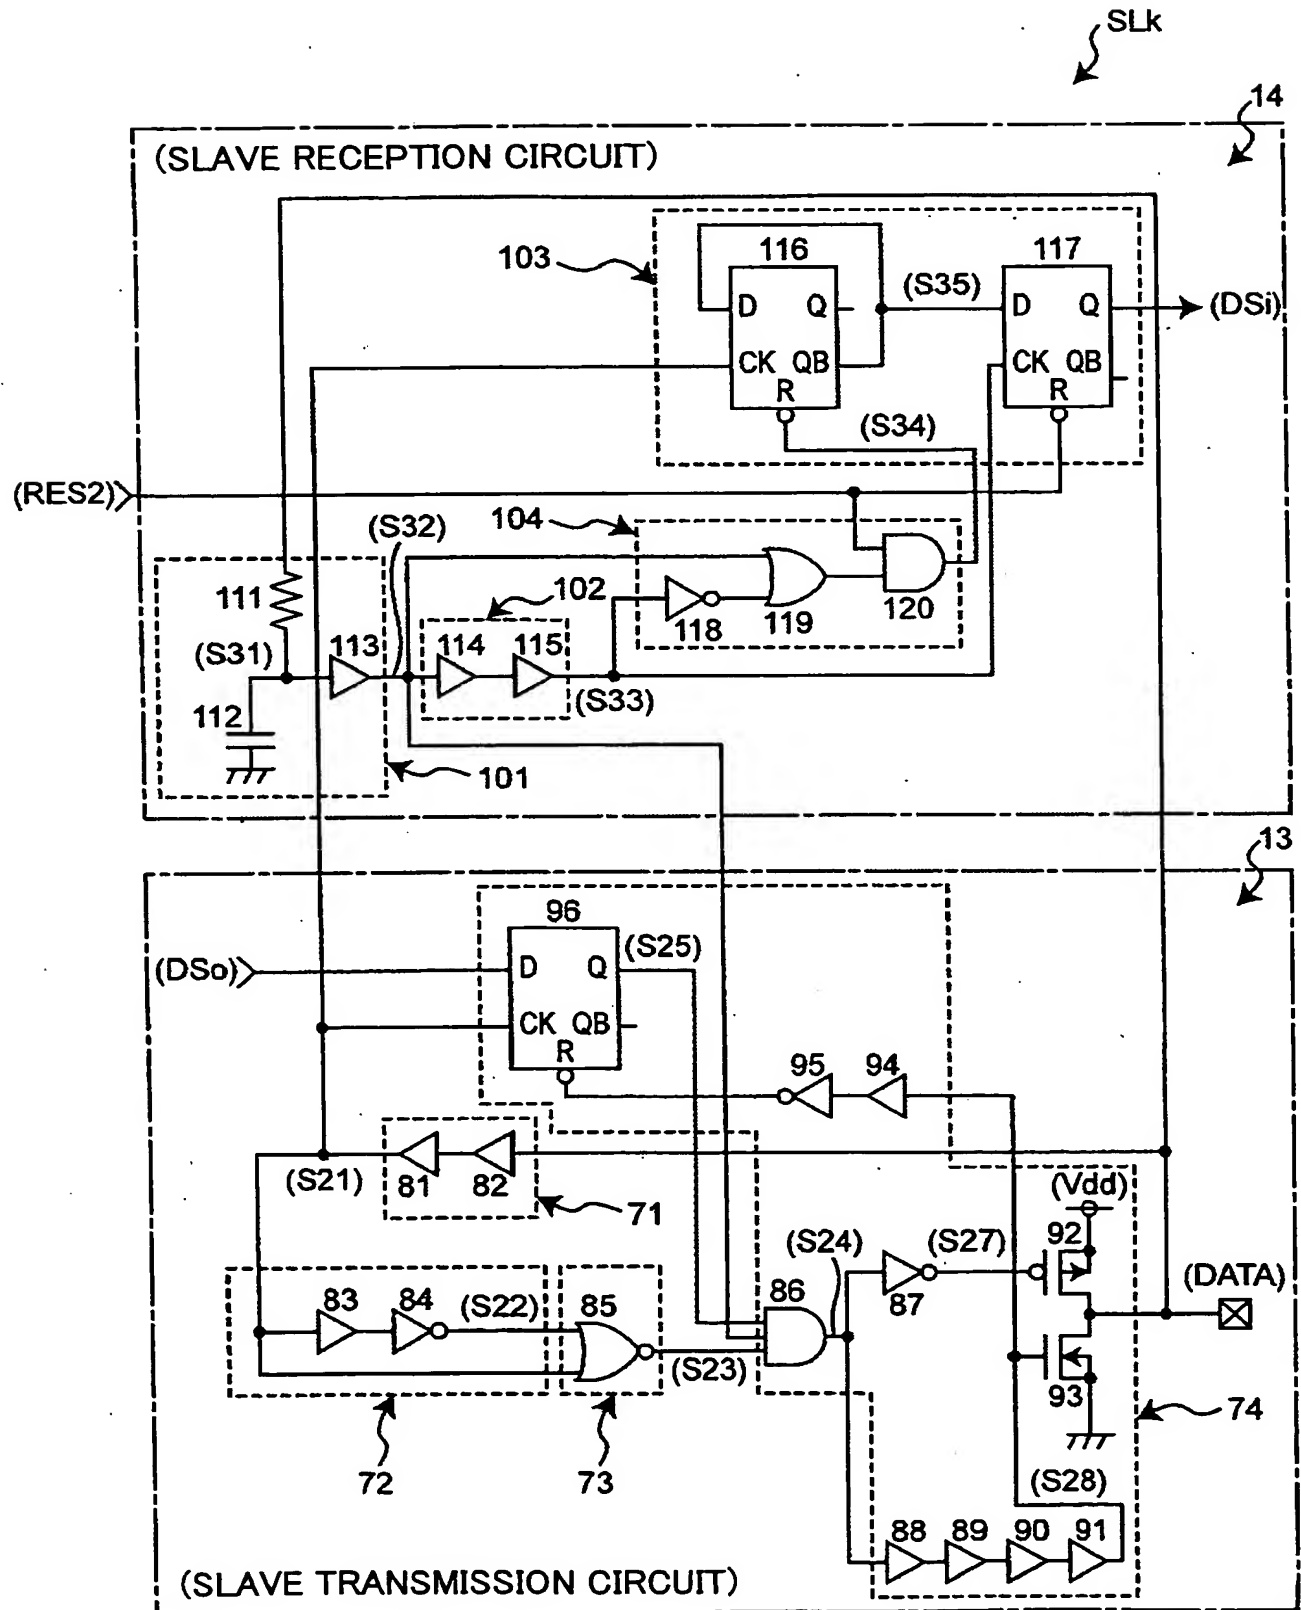 SLk
14
(SLAVE RECEPTION CIRCUIT)
103
116
117
(S35)
D Q
D Q
(DSi)
CK QB
CK QB
R
R
(S34)
(RES2)
(S32)
104
111
102
118
119
120
(S31)
113
114
115
(S33)
112
101
13
96
(S25)
(DSo)
D Q
CK QB
R
95
94
(S21)
81
82
71
(Vdd)
92
(S24)
(S27)
(DATA)
83
84
(S22)
85
86
87
(S23)
93
74
72
73
(S28)
88
89
90
91
(SLAVE TRANSMISSION CIRCUIT)